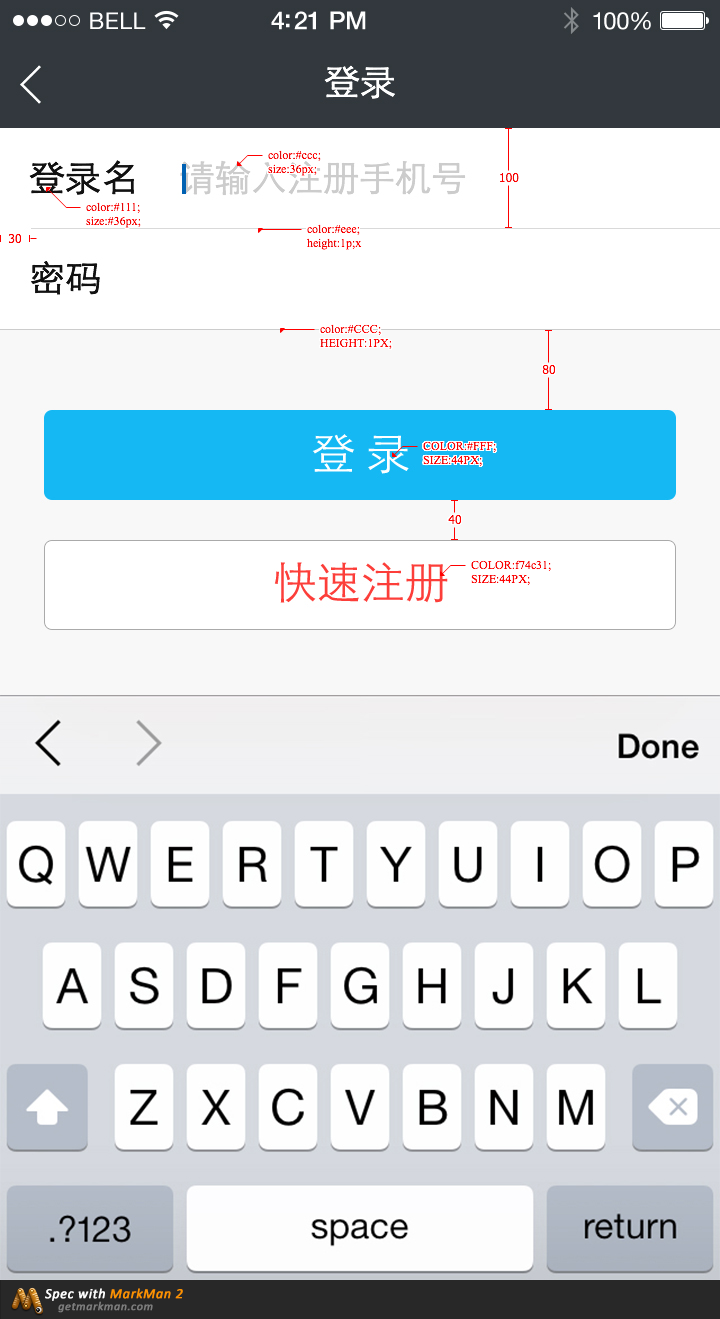 BELL 4:21 PM 100%
登录
登录名 请输入注册手机号
color:#ccc;
size:36px;
100
color:#111;
size:#36px;
color:#eee;
height:1p;x
30
密码
color:#CCC;
HEIGHT:1PX;
80
登 录
COLOR:#FFF;
SIZE:44PX;
40
快速注册
COLOR:f74c31;
SIZE:44PX;
Done
Q W E R T Y U I O P
A S D F G H J K L
Z X C V B N M
.?123 space return
Spec with MarkMan 2
getmarkman.com